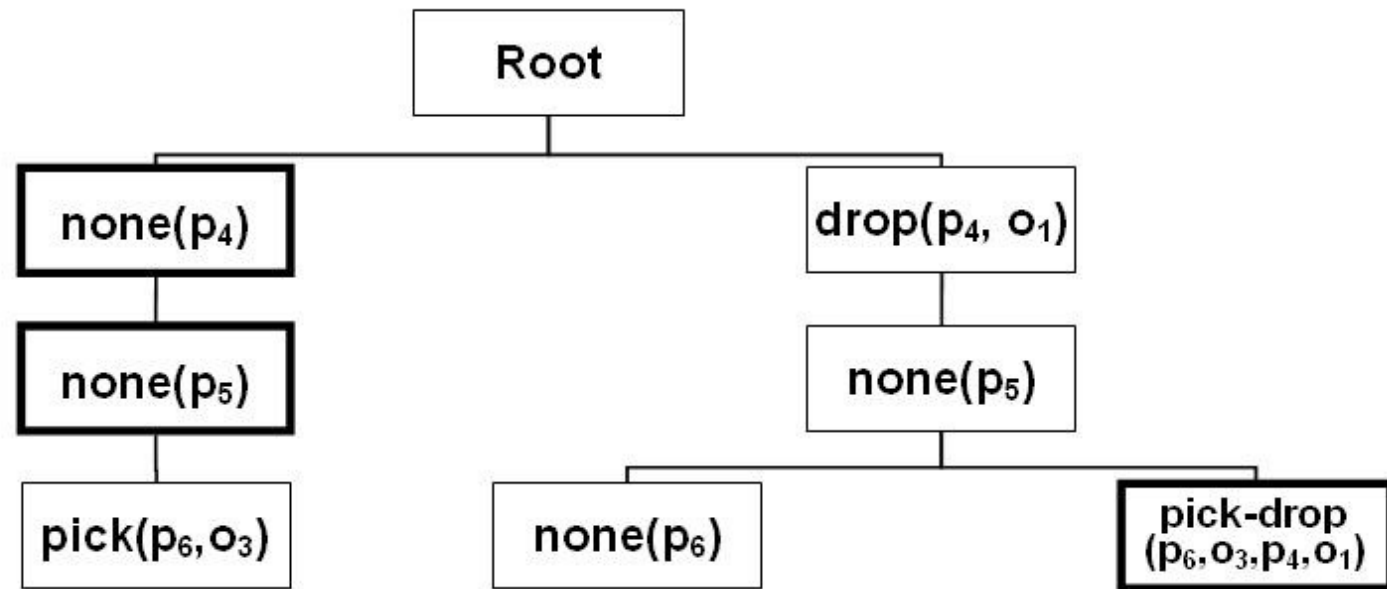 Root
none(p₄)
drop(p₄, o₁)
none(p₅)
none(p₅)
pick(p₆,o₃)
none(p₆)
pick-drop
(p₆,o₃,p₄,o₁)